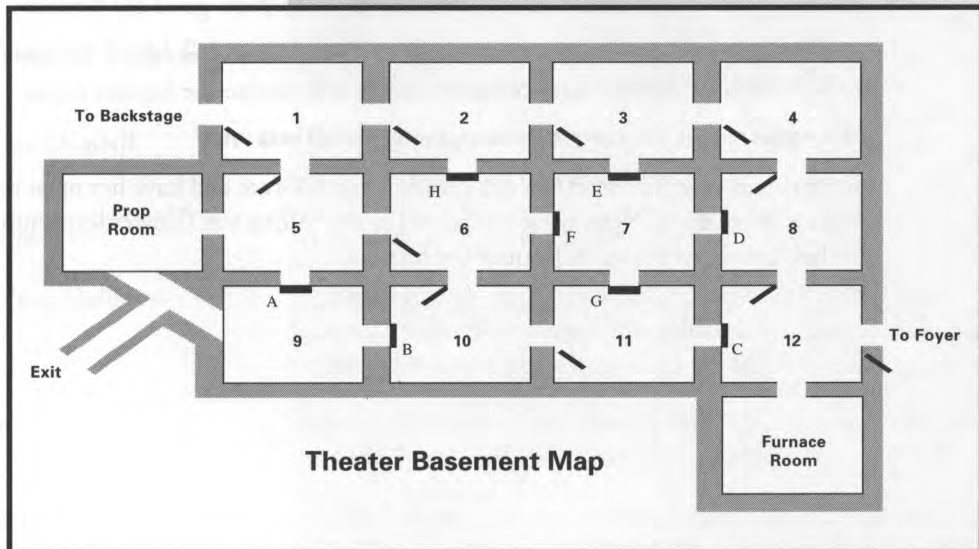 To Backstage
1
2
3
4
H
E
Prop
Room
5
6
F
7
D
8
A
G
9
B
10
11
C
12
To Foyer
Exit
Furnace
Room
Theater Basement Map